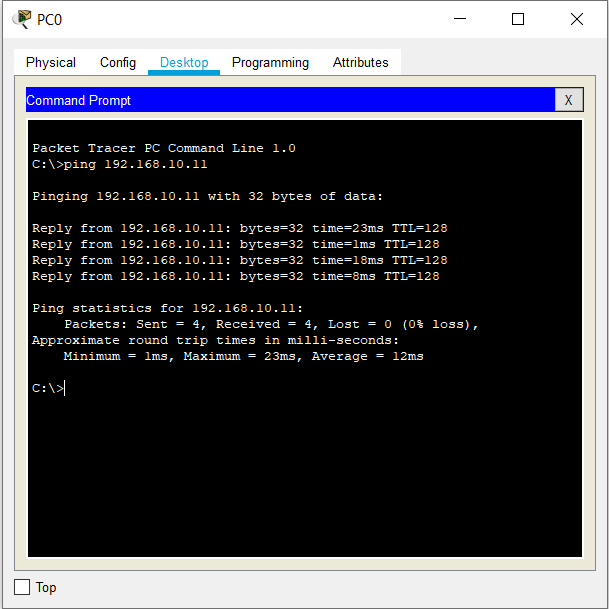 PC0
Physical Config Desktop Programming Attributes
Command Prompt X
Packet Tracer PC Command Line 1.0
C:\>ping 192.168.10.11
Pinging 192.168.10.11 with 32 bytes of data:
Reply from 192.168.10.11: bytes=32 time=23ms TTL=128
Reply from 192.168.10.11: bytes=32 time=1ms TTL=128
Reply from 192.168.10.11: bytes=32 time=18ms TTL=128
Reply from 192.168.10.11: bytes=32 time=8ms TTL=128
Ping statistics for 192.168.10.11:
    Packets: Sent = 4, Received = 4, Lost = 0 (0% loss),
Approximate round trip times in milli-seconds:
    Minimum = 1ms, Maximum = 23ms, Average = 12ms
C:\>
Top